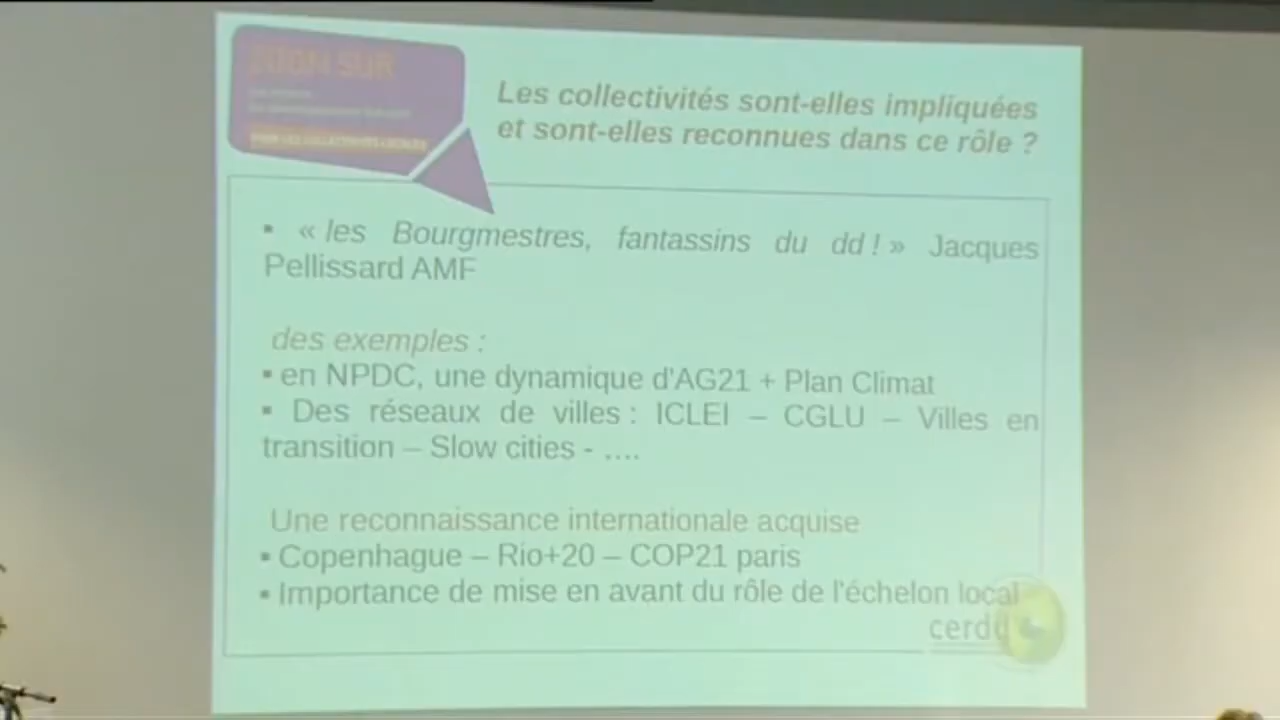 ZOOM SUR
Les collectivités sont-elles impliquées
et sont-elles reconnues dans ce rôle ?
▪ « les Bourgmestres, fantassins du dd ! » Jacques
Pellissard AMF
des exemples :
▪ en NPDC, une dynamique d'AG21 + Plan Climat
▪ Des réseaux de villes : ICLEI – CGLU – Villes en
transition – Slow cities - ....
Une reconnaissance internationale acquise
▪ Copenhague – Rio+20 – COP21 paris
▪ Importance de mise en avant du rôle de l'échelon local
cerdd